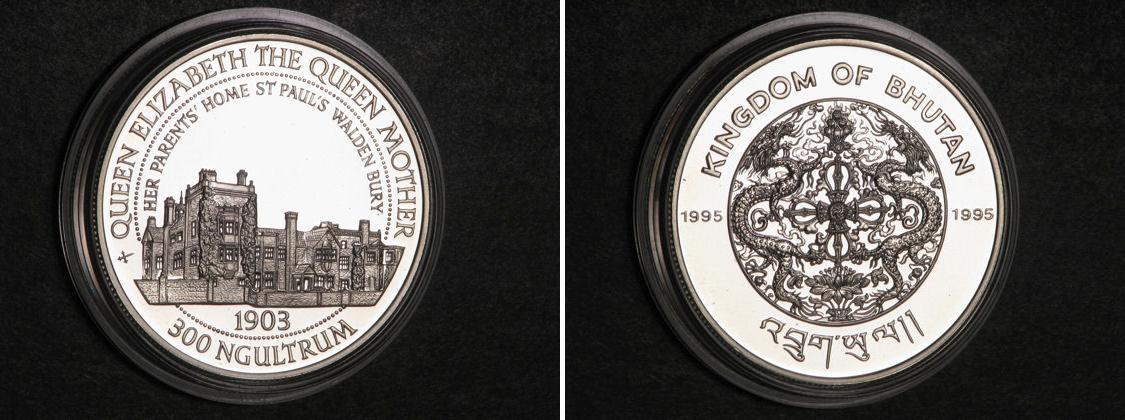 QUEEN ELIZABETH THE QUEEN MOTHER
HER PARENTS' HOME ST PAUL'S WALDEN BURY
1903
300 NGULTRUM
KINGDOM OF BHUTAN
1995 1995
འབྲུག་ཡུལ།།